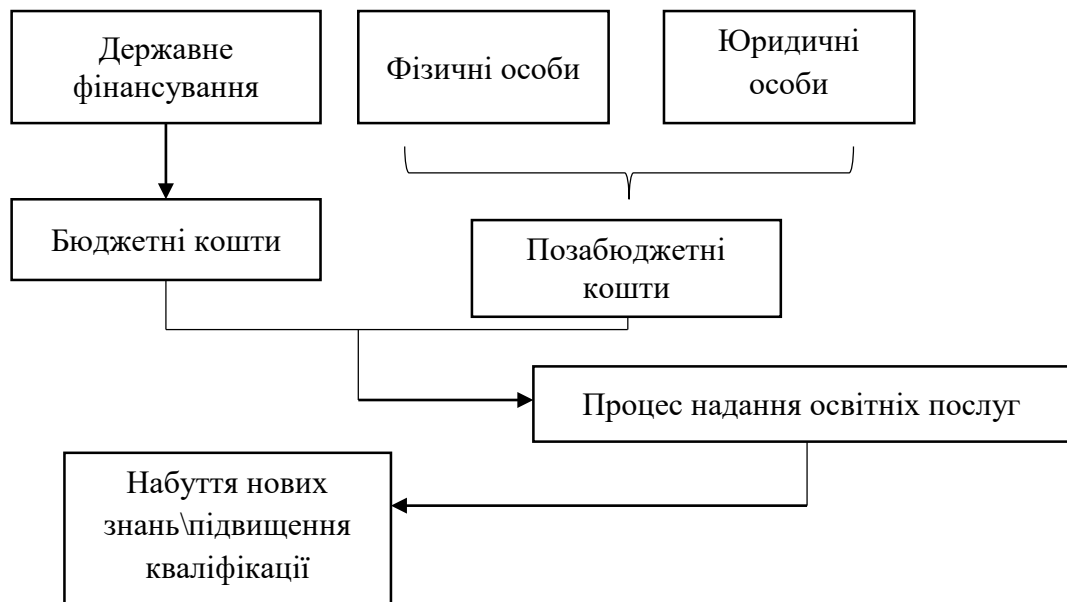 Державне
фінансування
Фізичні особи
Юридичні
особи
Бюджетні кошти
Позабюджетні
кошти
Процес надання освітніх послуг
Набуття нових
знань\підвищення
кваліфікації